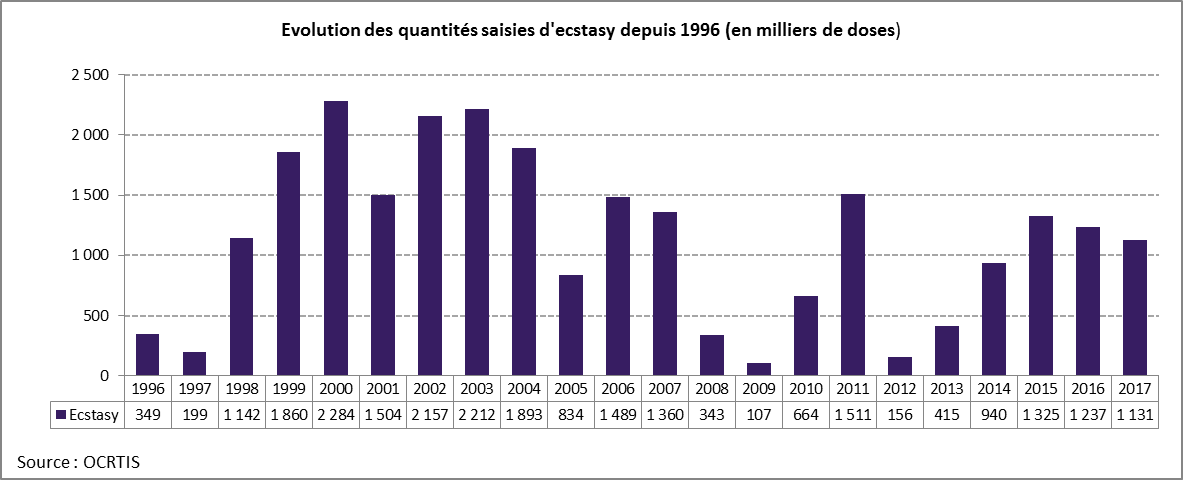 Evolution des quantités saisies d'ecstasy depuis 1996 (en milliers de doses)
2 500
2 000
1 500
1 000
500
0
1996 1997 1998 1999 2000 2001 2002 2003 2004 2005 2006 2007 2008 2009 2010 2011 2012 2013 2014 2015 2016 2017
Ecstasy 349 199 1 142 1 860 2 284 1 504 2 157 2 212 1 893 834 1 489 1 360 343 107 664 1 511 156 415 940 1 325 1 237 1 131
Source : OCRTIS